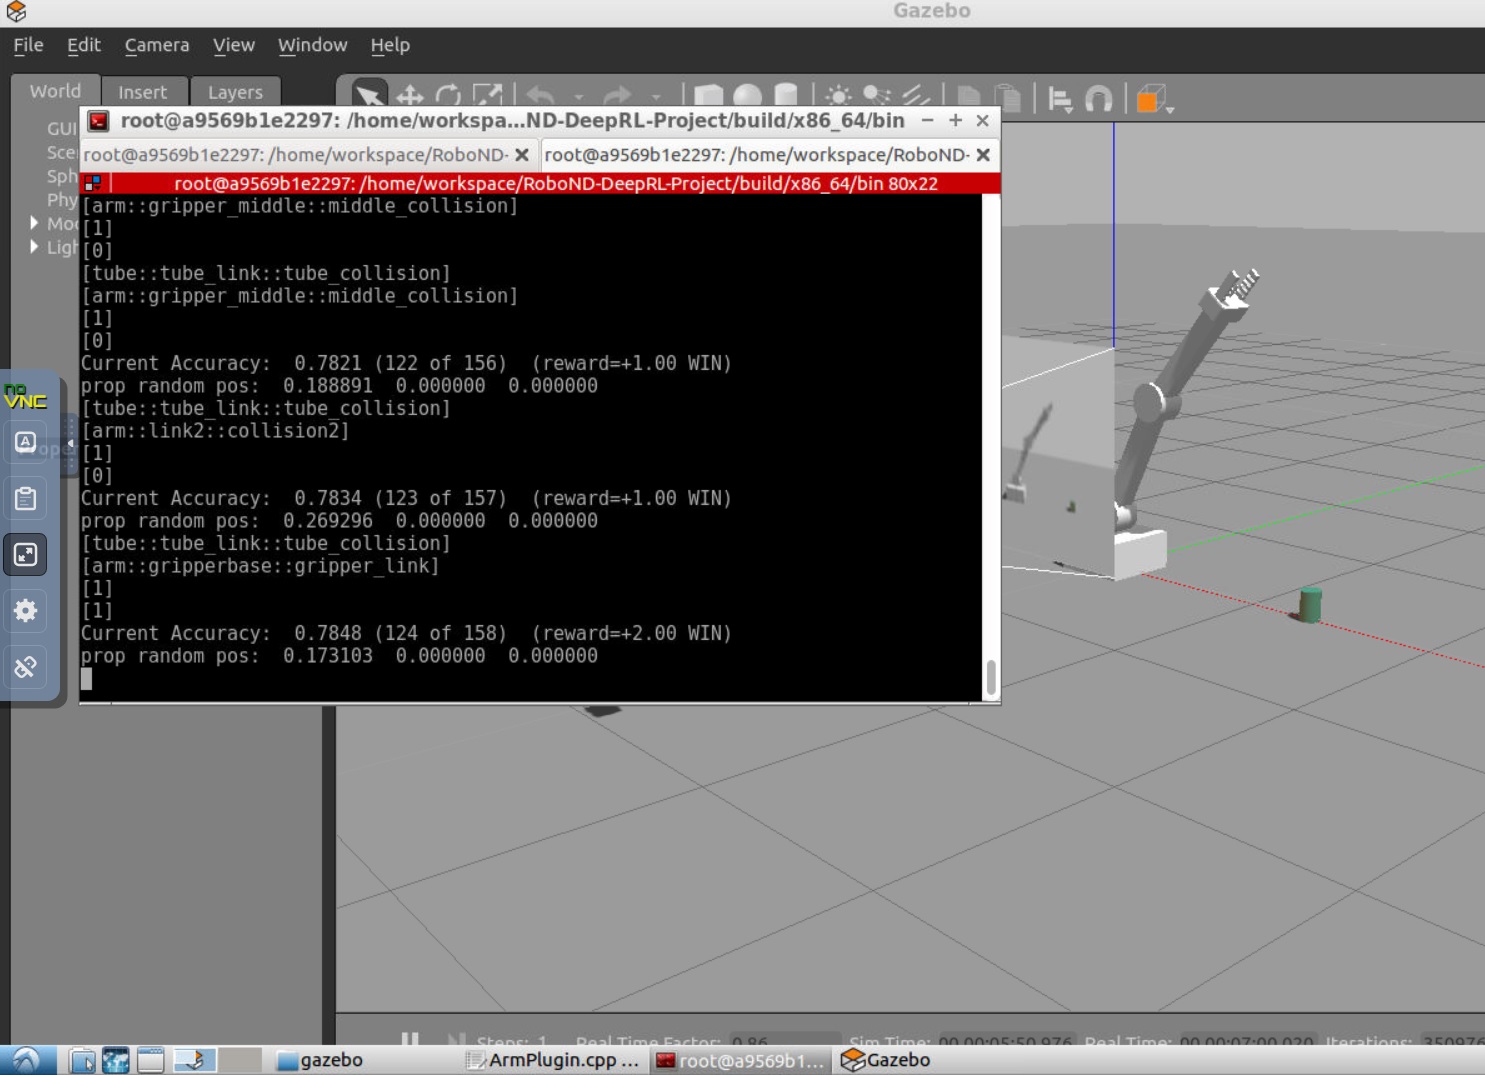 Gazebo
File Edit Camera View Window Help
World Insert Layers
GUI
Sce
Sph
Phy
Mod
Ligh
root@a9569b1e2297: /home/workspa...ND-DeepRL-Project/build/x86_64/bin
root@a9569b1e2297: /home/workspace/RoboND- root@a9569b1e2297: /home/workspace/RoboND-
root@a9569b1e2297: /home/workspace/RoboND-DeepRL-Project/build/x86_64/bin 80x22
[arm::gripper_middle::middle_collision]
[1]
[0]
[tube::tube_link::tube_collision]
[arm::gripper_middle::middle_collision]
[1]
[0]
Current Accuracy:  0.7821 (122 of 156)  (reward=+1.00 WIN)
prop random pos:  0.188891  0.000000  0.000000
[tube::tube_link::tube_collision]
[arm::link2::collision2]
[1]
[0]
Current Accuracy:  0.7834 (123 of 157)  (reward=+1.00 WIN)
prop random pos:  0.269296  0.000000  0.000000
[tube::tube_link::tube_collision]
[arm::gripperbase::gripper_link]
[1]
[1]
Current Accuracy:  0.7848 (124 of 158)  (reward=+2.00 WIN)
prop random pos:  0.173103  0.000000  0.000000
no
VNC
A
Steps: 1 Real Time Factor: 0.86 Sim Time: 00 00:05:50.976 Real Time: 00 00:07:00.020 Iterations: 350976
gazebo ArmPlugin.cpp ... root@a9569b1... Gazebo